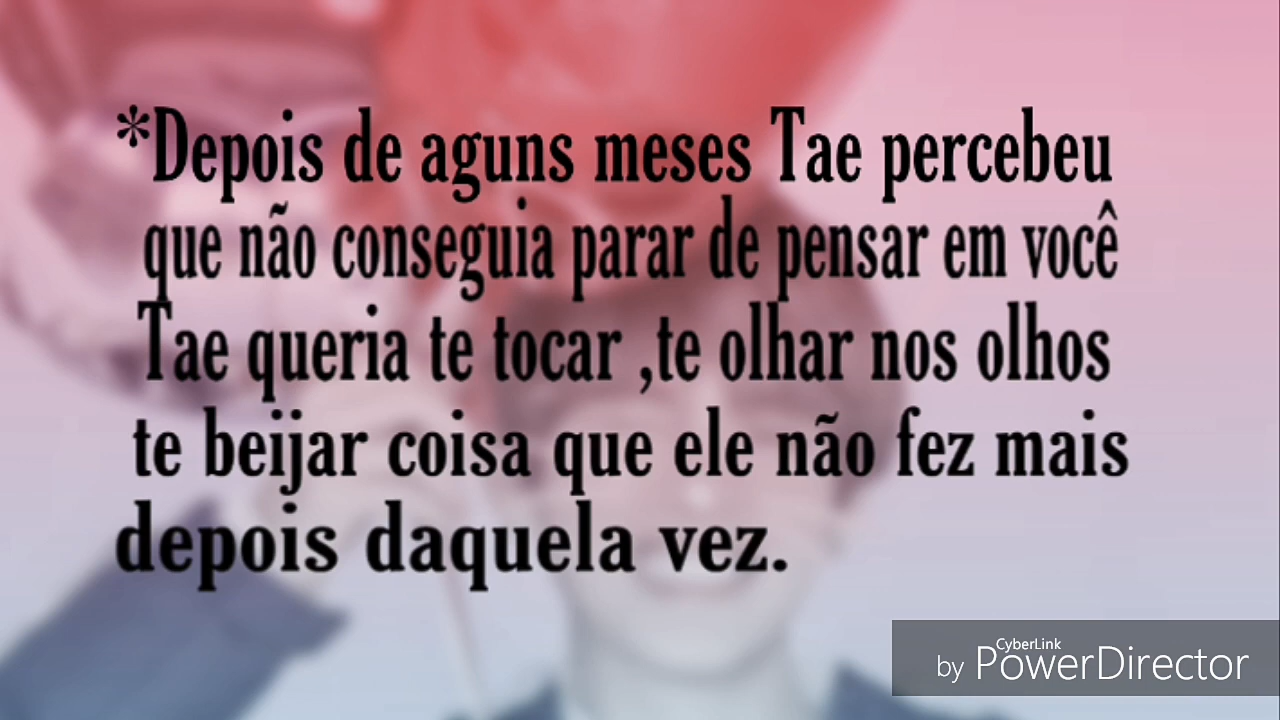 *Depois de aguns meses Tae percebeu
que não conseguia parar de pensar em você
Tae queria te tocar ,te olhar nos olhos
te beijar coisa que ele não fez mais
depois daquela vez.
by CyberLink PowerDirector